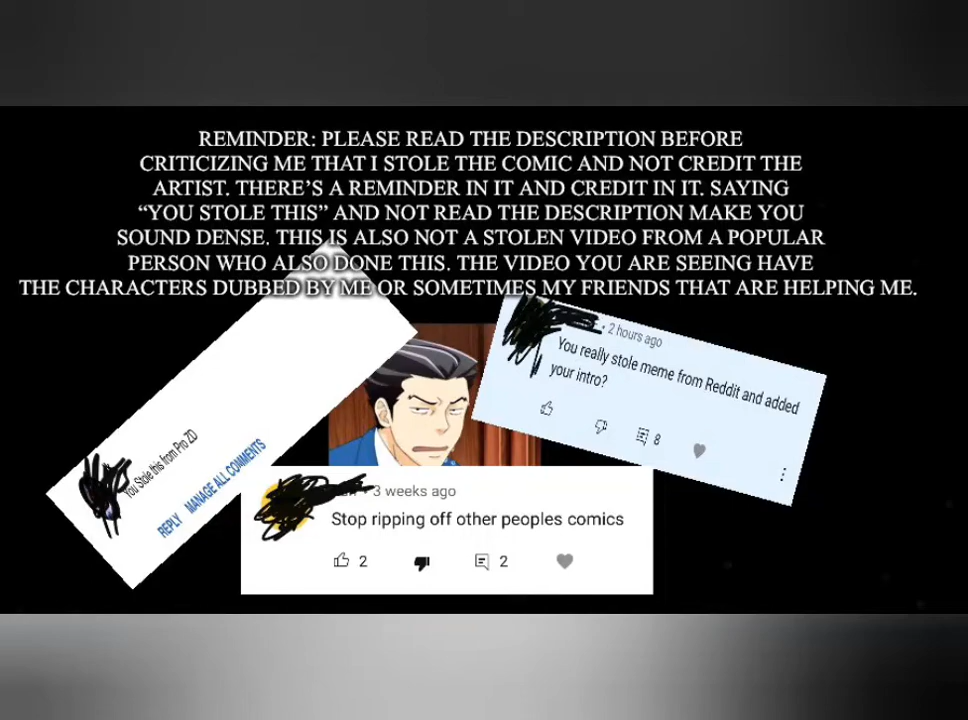 REMINDER: PLEASE READ THE DESCRIPTION BEFORE
CRITICIZING ME THAT I STOLE THE COMIC AND NOT CREDIT THE
ARTIST. THERE'S A REMINDER IN IT AND CREDIT IN IT. SAYING
“YOU STOLE THIS” AND NOT READ THE DESCRIPTION MAKE YOU
SOUND DENSE. THIS IS ALSO NOT A STOLEN VIDEO FROM A POPULAR
PERSON WHO ALSO DONE THIS. THE VIDEO YOU ARE SEEING HAVE
THE CHARACTERS DUBBED BY ME OR SOMETIMES MY FRIENDS THAT ARE HELPING ME.
• 2 hours ago
You really stole meme from Reddit and added
your intro?
8
You Stole this from Pro ZD
REPLY MANAGE ALL COMMENTS
• 3 weeks ago
Stop ripping off other peoples comics
2 2